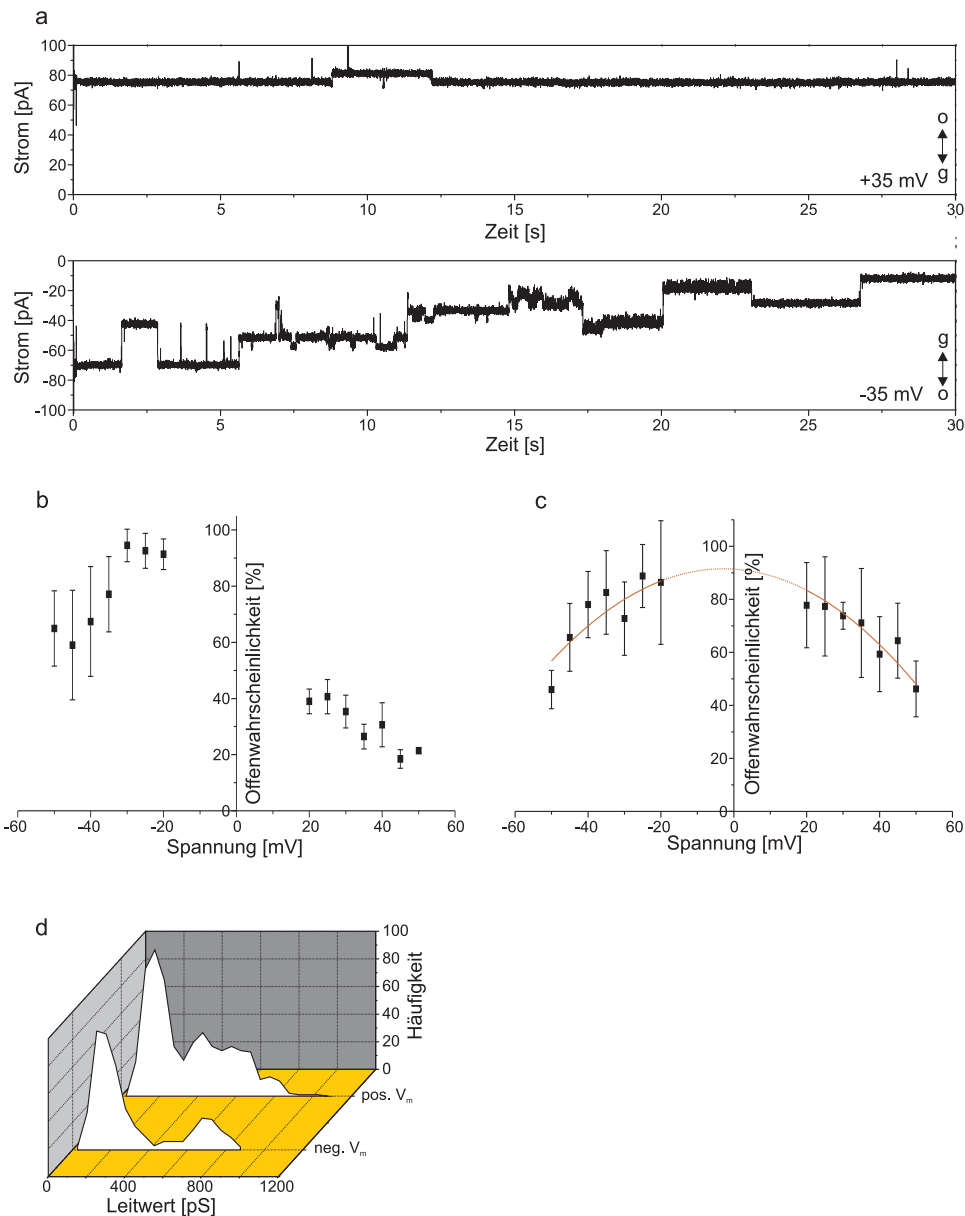 a
100
80
60
40
20
0
Strom [pA]
o
g
+35 mV
0 5 10 15 20 25 30
Zeit [s]
0
-20
-40
-60
-80
-100
Strom [pA]
g
o
-35 mV
0 5 10 15 20 25 30
Zeit [s]
b
100
80
60
40
20
0
Offenwahrscheinlichkeit [%]
-60 -40 -20 0 20 40 60
Spannung [mV]
c
100
80
60
40
20
0
Offenwahrscheinlichkeit [%]
-60 -40 -20 0 20 40 60
Spannung [mV]
d
100
80
60
40
20
0
Häufigkeit
pos. Vm
neg. Vm
0 400 800 1200
Leitwert [pS]